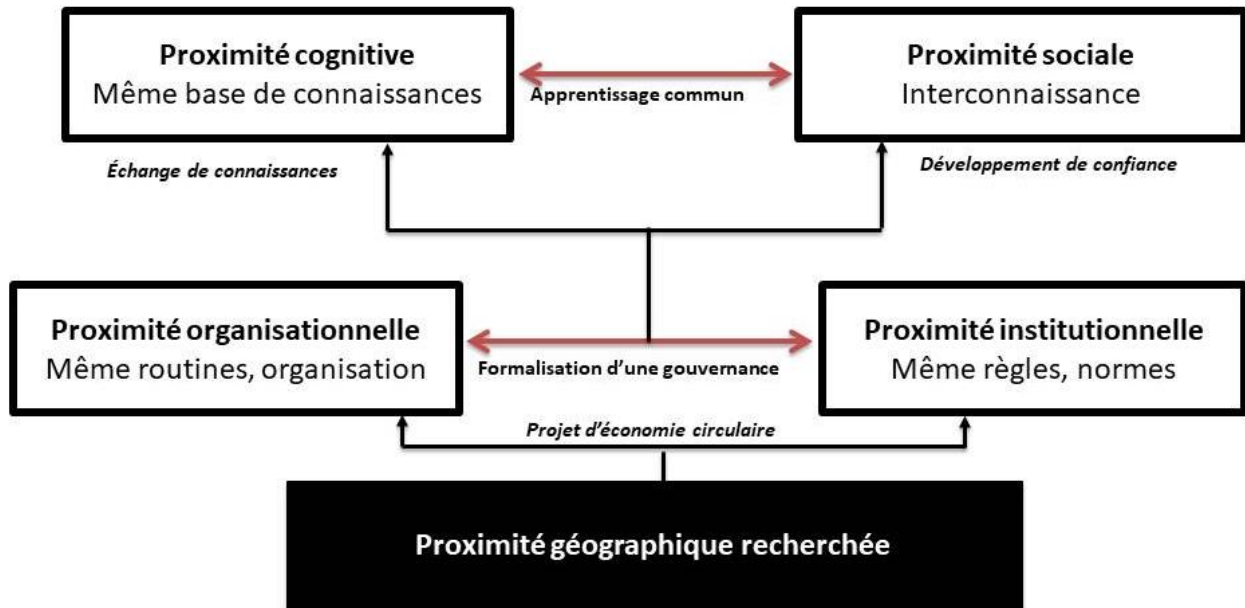 Proximité cognitive
Même base de connaissances
Proximité sociale
Interconnaissance
Apprentissage commun
Échange de connaissances
Développement de confiance
Proximité organisationnelle
Même routines, organisation
Proximité institutionnelle
Même règles, normes
Formalisation d'une gouvernance
Projet d'économie circulaire
Proximité géographique recherchée